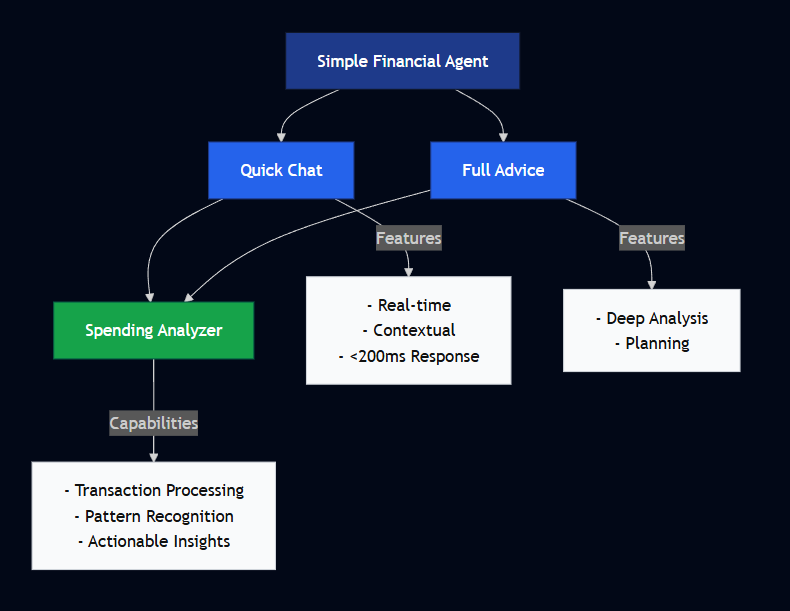 Simple Financial Agent
Quick Chat
Full Advice
Features
Features
- Real-time
- Contextual
- <200ms Response
- Deep Analysis
- Planning
Spending Analyzer
Capabilities
- Transaction Processing
- Pattern Recognition
- Actionable Insights